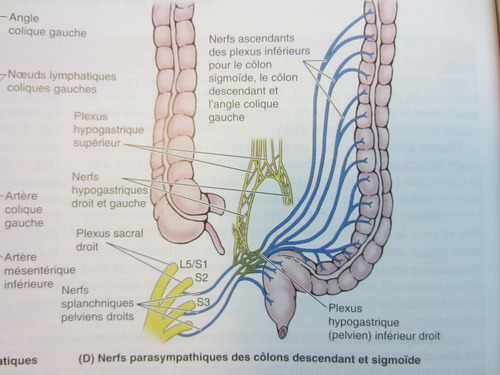 Angle
colique gauche
Nœuds lymphatiques
coliques gauches
Nerfs ascendants
des plexus inférieurs
pour le côlon
sigmoïde, le côlon
descendant et
l'angle colique
gauche
Plexus
hypogastrique
supérieur
Nerfs
hypogastriques
droit et gauche
Artère
colique
gauche
Plexus sacral
droit
L5/S1
S2
S3
Artère
mésentérique
inférieure
Nerfs
splanchniques
pelviens droits
Plexus
hypogastrique
(pelvien) inférieur droit
atiques
(D) Nerfs parasympathiques des côlons descendant et sigmoïde